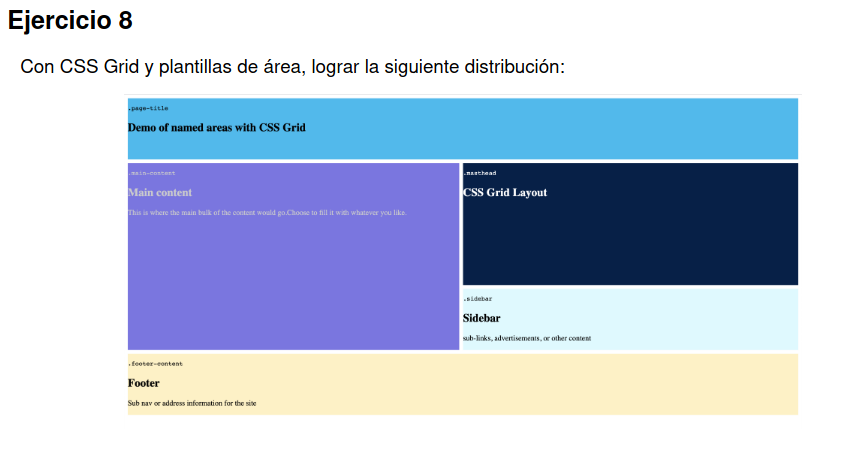 Ejercicio 8
Con CSS Grid y plantillas de área, lograr la siguiente distribución:
.page-title
Demo of named areas with CSS Grid
.main-content
Main content
This is where the main bulk of the content would go.Choose to fill it with whatever you like.
.masthead
CSS Grid Layout
.sidebar
Sidebar
sub-links, advertisements, or other content
.footer-content
Footer
Sub nav or address information for the site